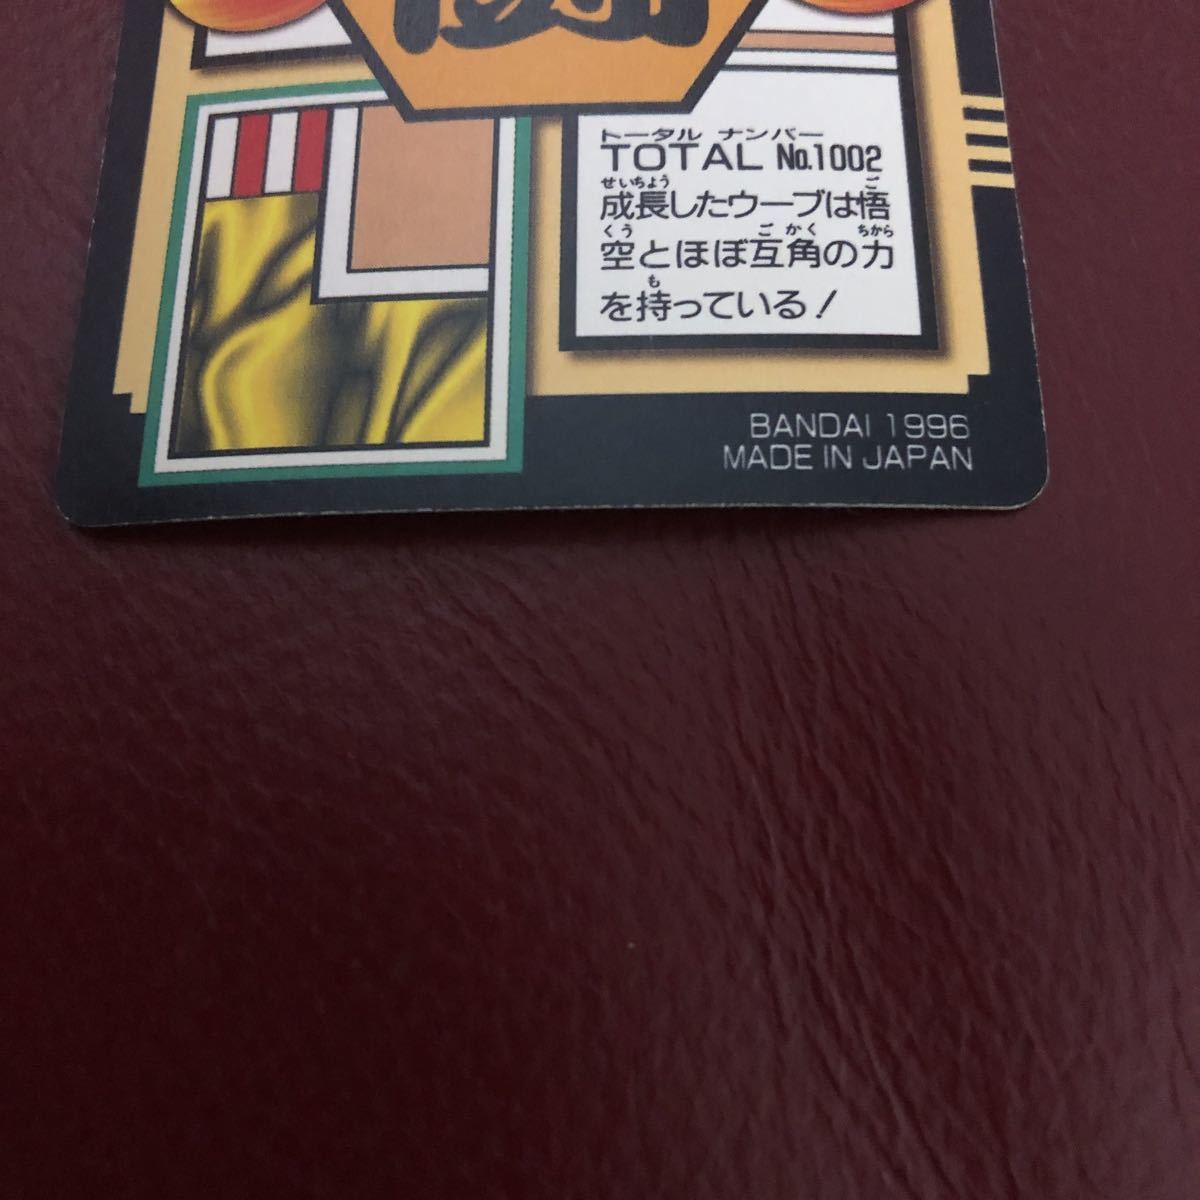 トータル ナンバー
TOTAL No.1002
せいちょう ご
成長したウーブは悟
くう ごかく ちから
空とほぼ互角の力
も
を持っている!
BANDAI 1996
MADE IN JAPAN